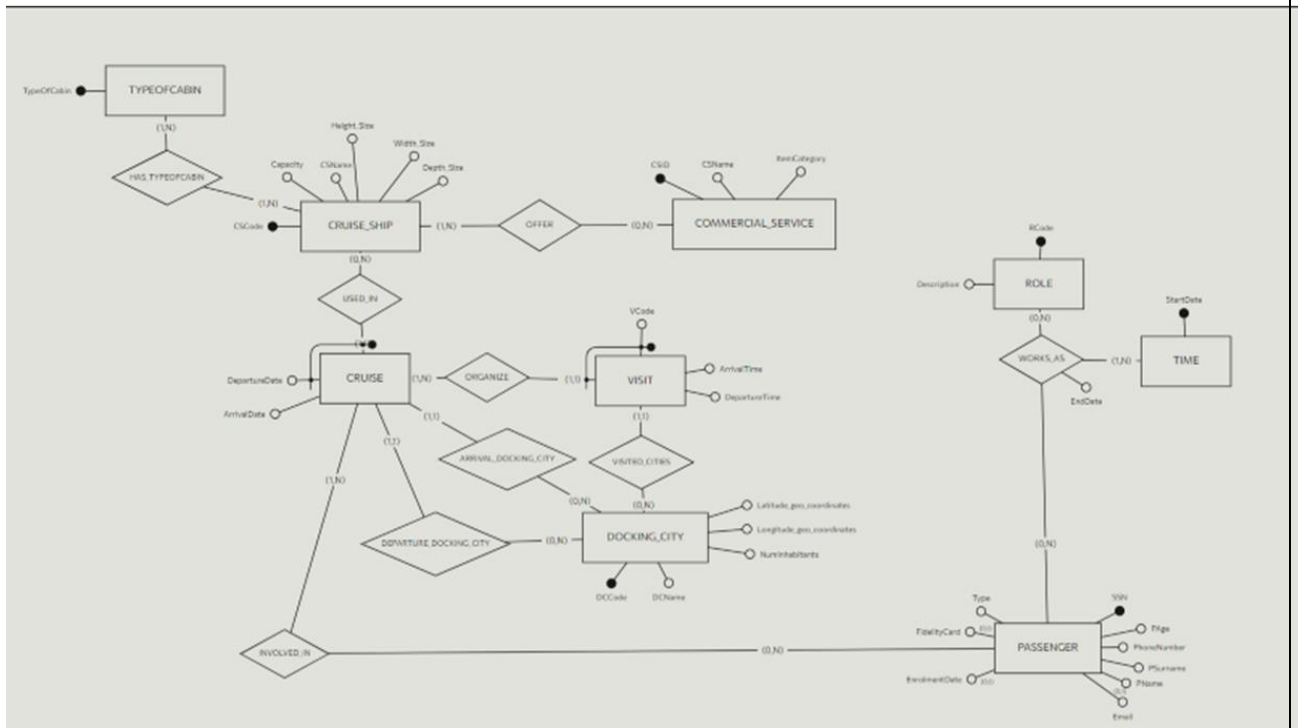 TYPEOFCABIN
TypeOfCabin
(1,N)
HAS_TYPEOFCABIN
(1,N)
Height_Size
Width_Size
Capacity
CSName
Depth_Size
CSCode
CRUISE_SHIP
(1,N)
OFFER
(0,N)
CSID
CSName
ItemCategory
COMMERCIAL_SERVICE
(0,N)
USED_IN
DepartureDate
ArrivalDate
CRUISE
(1,N)
ORGANIZE
(1,1)
VCode
VISIT
ArrivalTime
DepartureTime
(1,1)
(1,1)
(1,1)
ARRIVAL_DOCKING_CITY
VISITED_CITIES
(1,N)
(0,N)
(0,N)
DEPARTURE_DOCKING_CITY
(0,N)
DOCKING_CITY
Latitude_geo_coordinates
Longitude_geo_coordinates
NumInhabitants
DCCode
DCName
INVOLVED_IN
(0,N)
RCode
Description
ROLE
(0,N)
StartDate
WORKS_AS
(1,N)
TIME
EndDate
(0,N)
Type
SSN
FidelityCard
PAge
PASSENGER
PhoneNumber
PSurname
EnrolmentDate
PName
Email